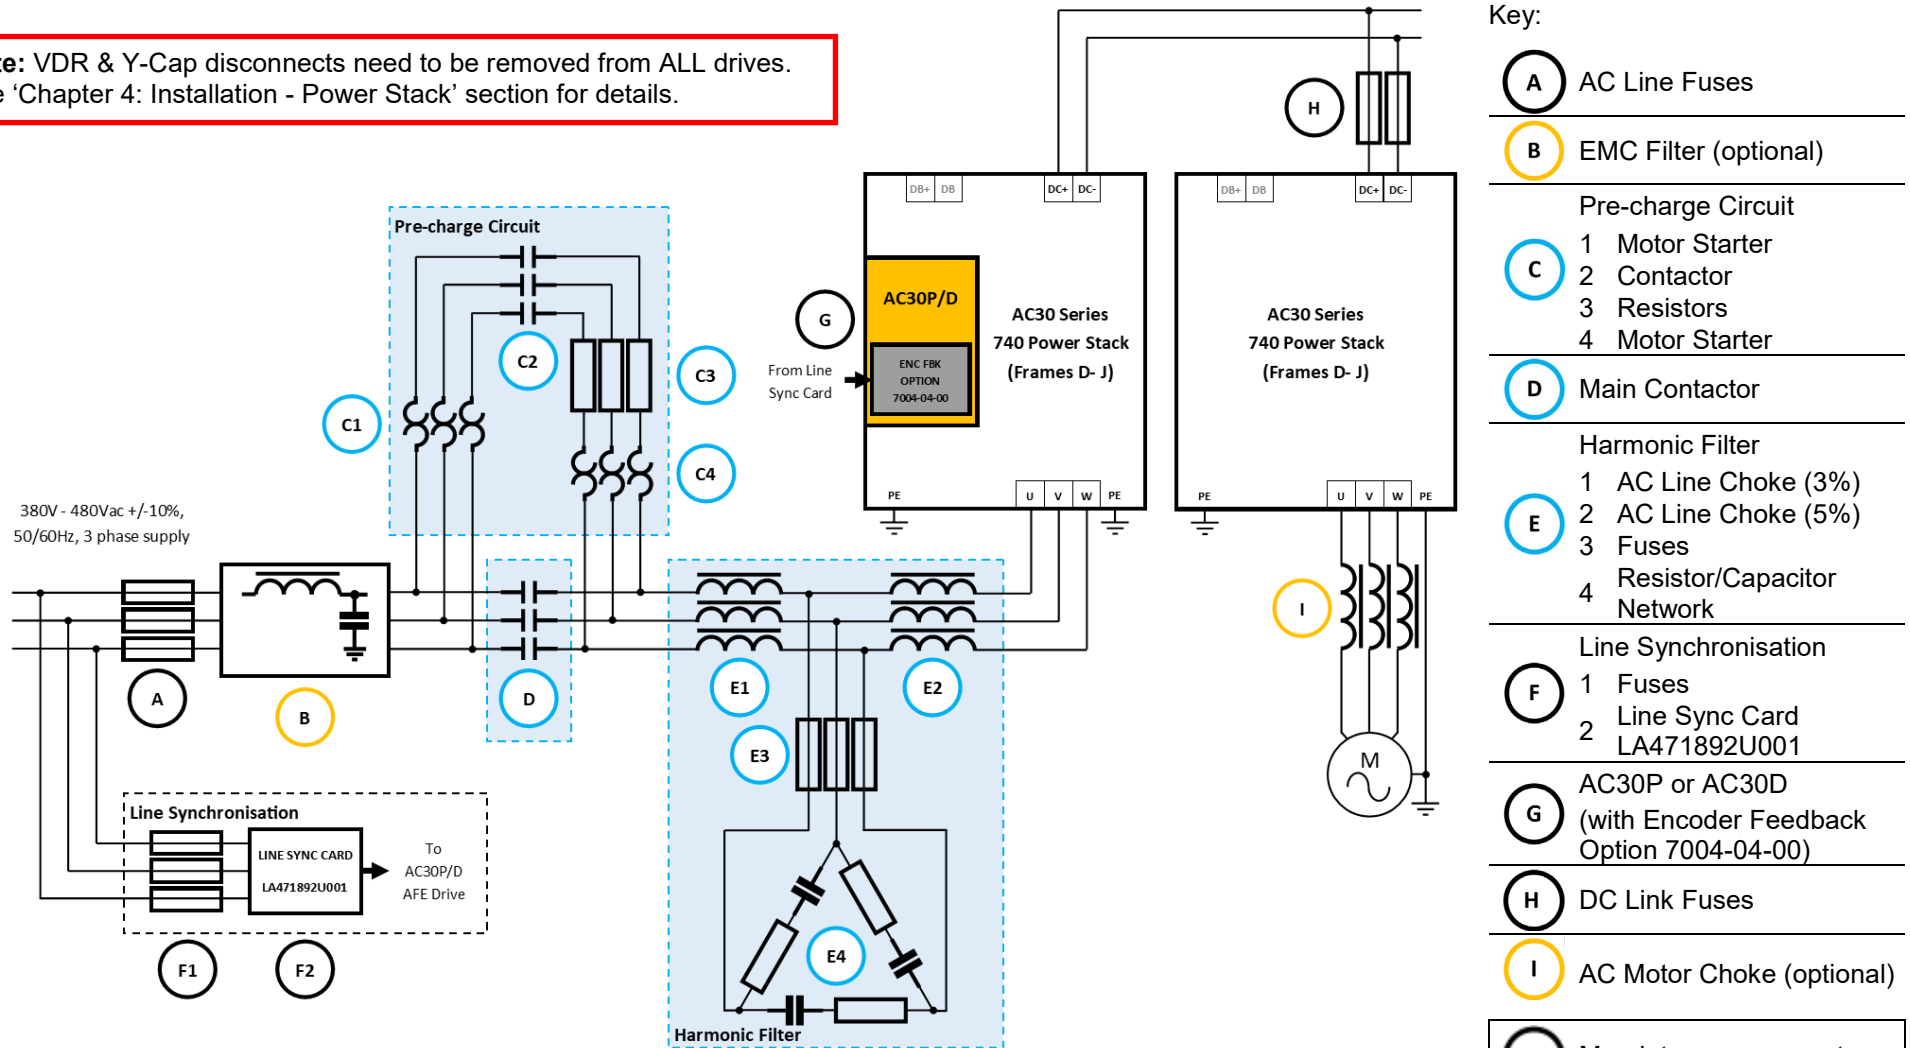 VDR & Y-Cap disconnects need to be removed from ALL drives.
‘Chapter 4: Installation - Power Stack’ section for details.
Pre-charge Circuit
C1
C2
C3
C4
380V - 480Vac +/-10%,
50/60Hz, 3 phase supply
A
B
D
E1
E2
E3
E4
Harmonic Filter
Line Synchronisation
LINE SYNC CARD
LA471892U001
To
AC30P/D
AFE Drive
F1
F2
G
From Line
Sync Card
DB+ DB
DC+ DC-
AC30P/D
ENC FBK
OPTION
7004-04-00
AC30 Series
740 Power Stack
(Frames D- J)
PE
U V W PE
H
DB+ DB
DC+ DC-
AC30 Series
740 Power Stack
(Frames D- J)
PE
U V W PE
I
M
Key:
A AC Line Fuses
B EMC Filter (optional)
C Pre-charge Circuit
1 Motor Starter
2 Contactor
3 Resistors
4 Motor Starter
D Main Contactor
E Harmonic Filter
1 AC Line Choke (3%)
2 AC Line Choke (5%)
3 Fuses
4 Resistor/Capacitor
Network
F Line Synchronisation
1 Fuses
2 Line Sync Card
LA471892U001
G AC30P or AC30D
(with Encoder Feedback
Option 7004-04-00)
H DC Link Fuses
I AC Motor Choke (optional)